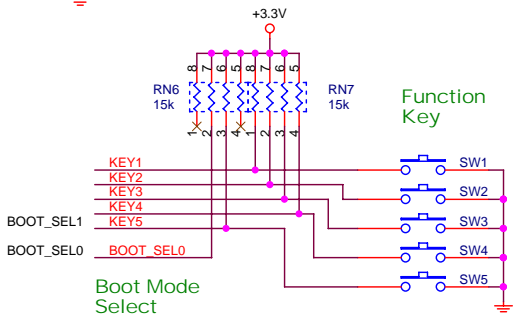 +3.3V
8 7 6 5 8 7 6 5
RN6 15k
RN7 15k
1 2 3 4 1 2 3 4
Function Key
KEY1
SW1
KEY2
SW2
KEY3
SW3
KEY4
BOOT_SEL1 KEY5
SW4
BOOT_SEL0 BOOT_SEL0
SW5
Boot Mode Select